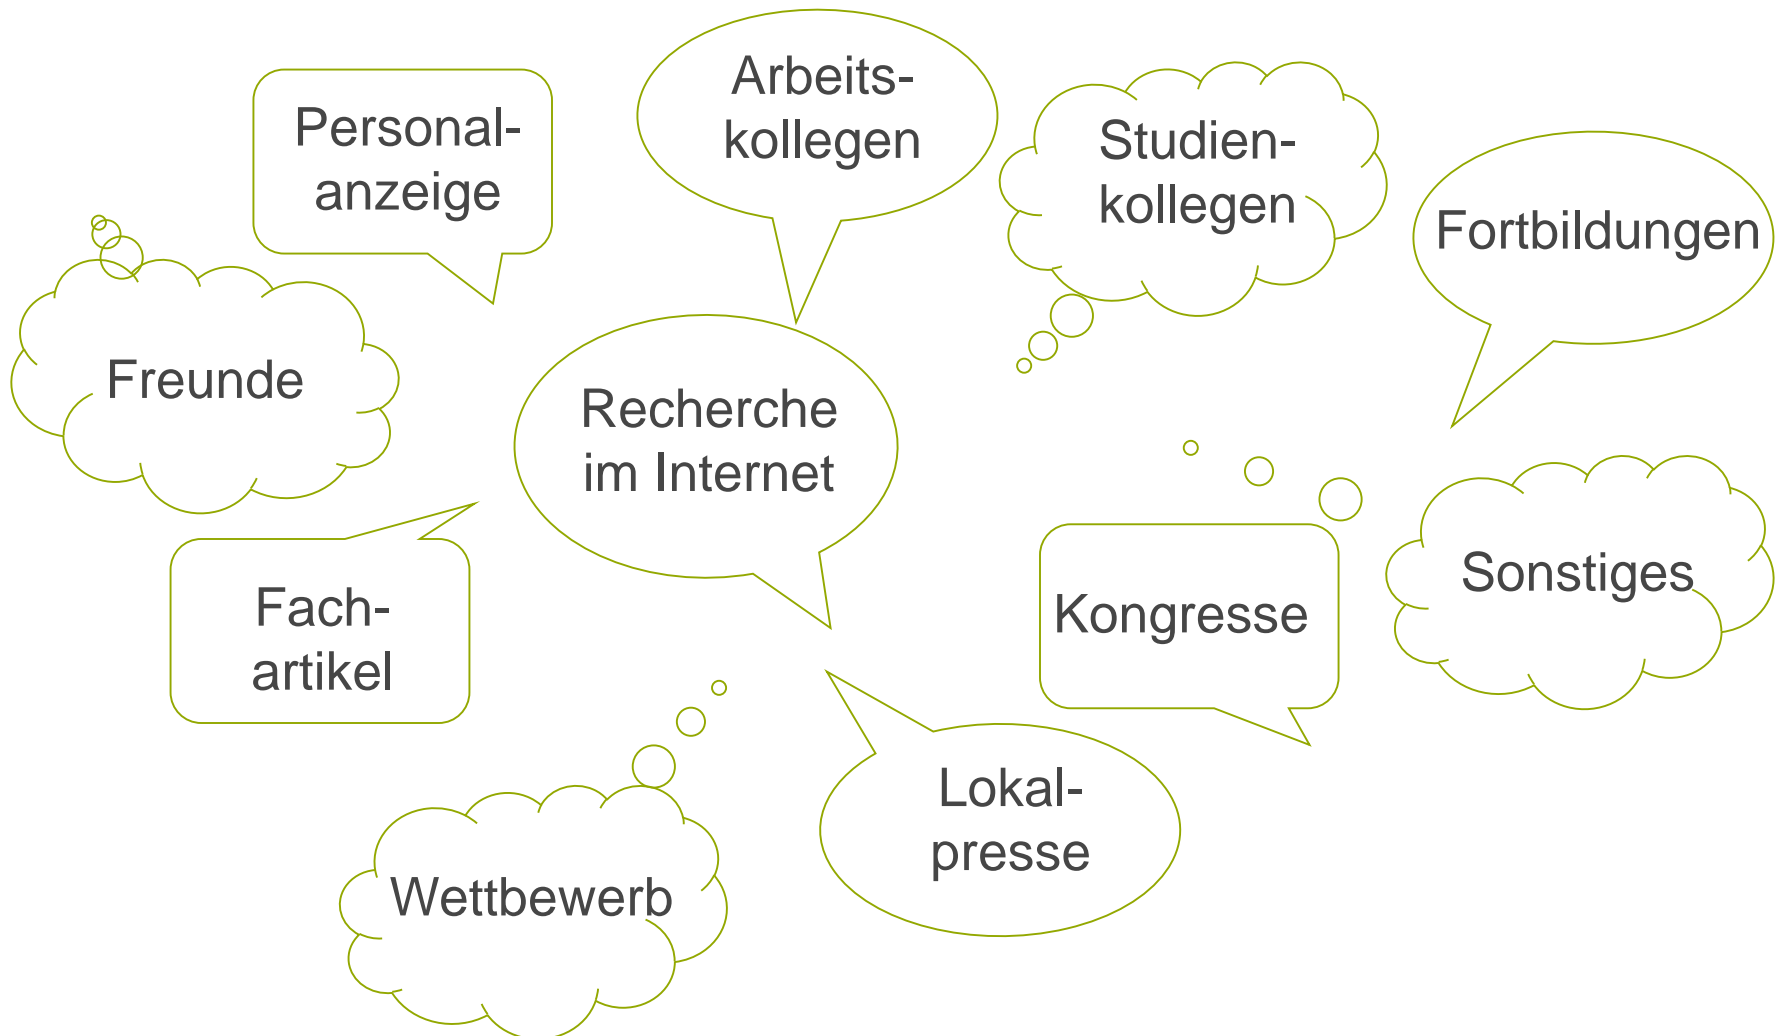 Personal-
anzeige
Arbeits-
kollegen
Studien-
kollegen
Fortbildungen
Freunde
Recherche
im Internet
Fach-
artikel
Kongresse
Sonstiges
Wettbewerb
Lokal-
presse